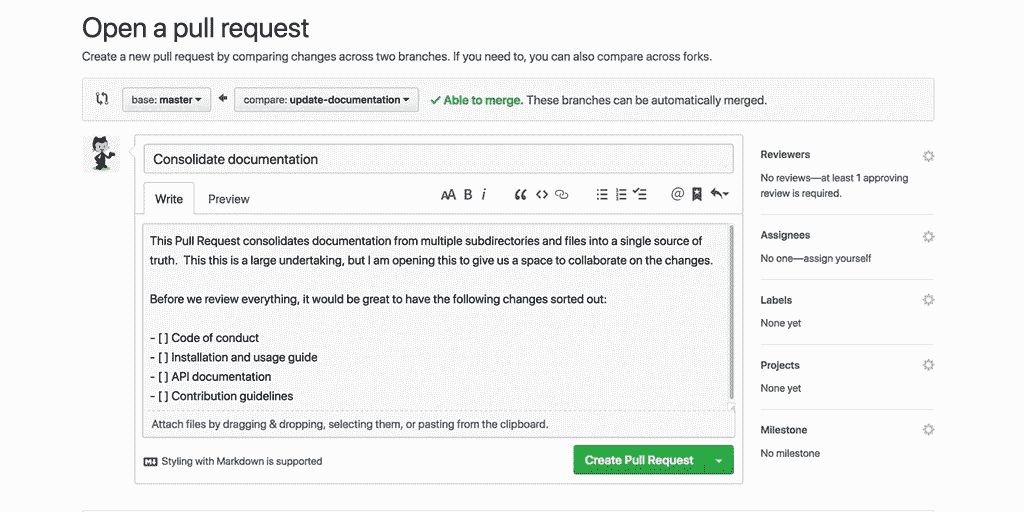 Open a pull request
Create a new pull request by comparing changes across two branches. If you need to, you can also compare across forks.
base: master
compare: update-documentation
Able to merge. These branches can be automatically merged.
Consolidate documentation
Write
Preview
AA B i
This Pull Request consolidates documentation from multiple subdirectories and files into a single source of
truth. This this is a large undertaking, but I am opening this to give us a space to collaborate on the changes.
Before we review everything, it would be great to have the following changes sorted out:
- [ ] Code of conduct
- [ ] Installation and usage guide
- [ ] API documentation
- [ ] Contribution guidelines
Attach files by dragging & dropping, selecting them, or pasting from the clipboard.
Styling with Markdown is supported
Create Pull Request
Reviewers
No reviews—at least 1 approving
review is required.
Assignees
No one—assign yourself
Labels
None yet
Projects
None yet
Milestone
No milestone